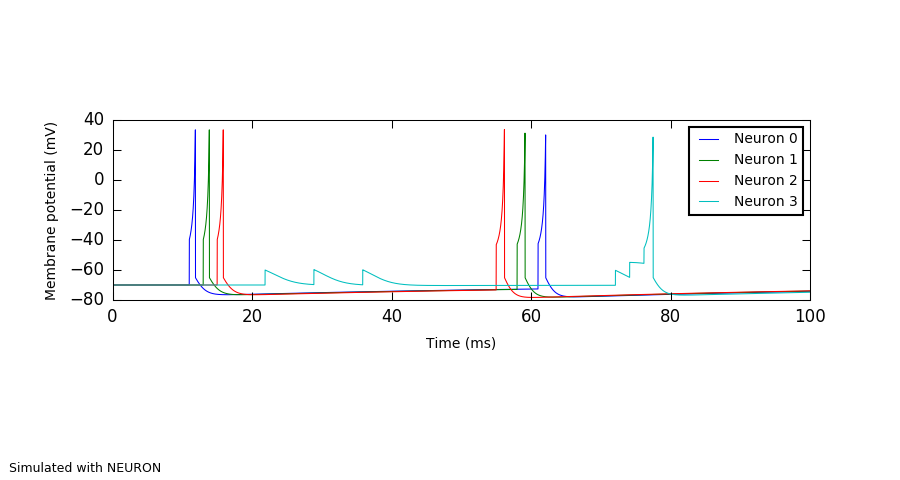 40
20
0
−20
−40
−60
−80
Membrane potential (mV)
Neuron 0
Neuron 1
Neuron 2
Neuron 3
0 20 40 60 80 100
Time (ms)
Simulated with NEURON